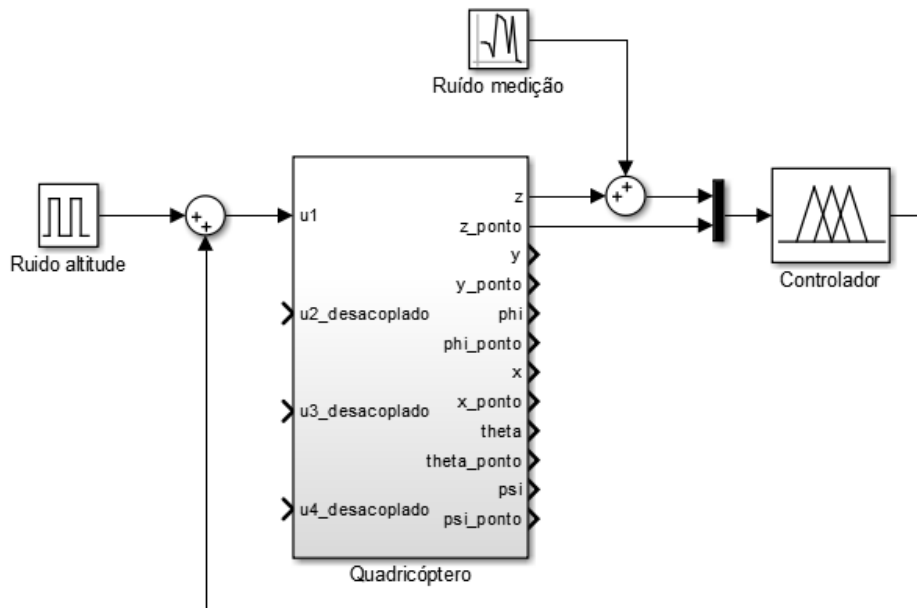 Ruído medição
Ruido altitude
u1
u2_desacoplado
u3_desacoplado
u4_desacoplado
z
z_ponto
y
y_ponto
phi
phi_ponto
x
x_ponto
theta
theta_ponto
psi
psi_ponto
Quadricóptero
Controlador